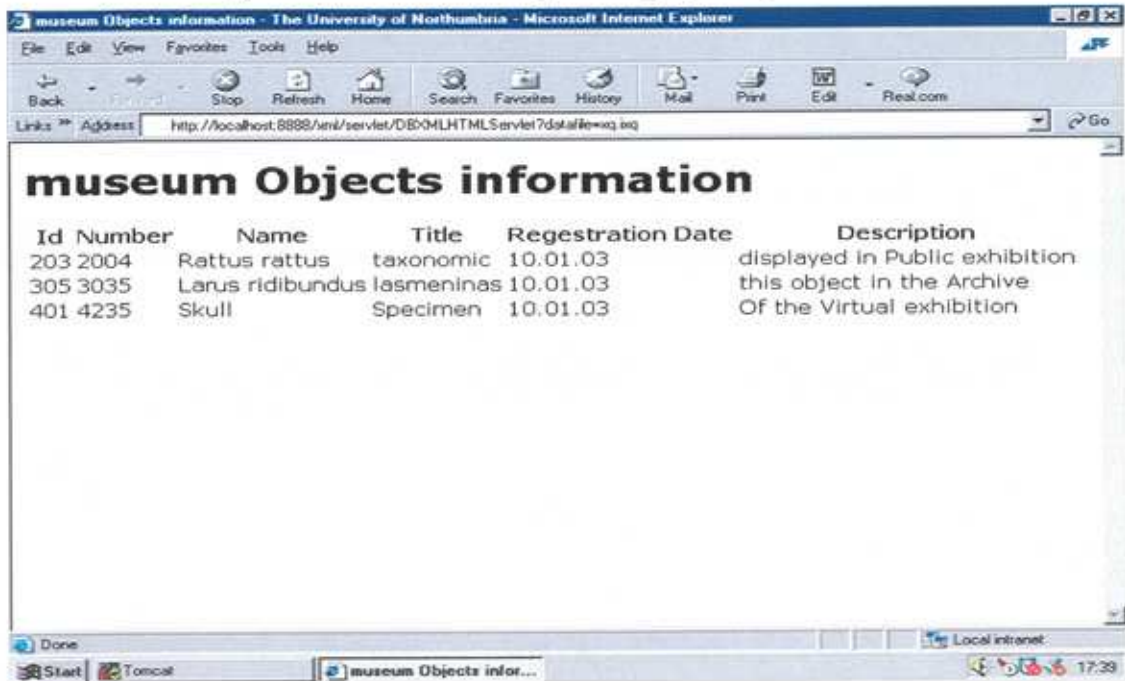 museum Objects information - The University of Northumbria - Microsoft Internet Explorer
File Edit View Favorites Tools Help
Back Forward Stop Refresh Home Search Favorites History Mail Print Edit Real.com
Links » Address http://localhost:8888/xml/servlet/DBXMLHTMLServlet?datafile=xq.ixq Go
museum Objects information
Id Number Name Title Regestration Date Description
203 2004 Rattus rattus taxonomic 10.01.03 displayed in Public exhibition
305 3035 Larus ridibundus lasmeninas 10.01.03 this object in the Archive
401 4235 Skull Specimen 10.01.03 Of the Virtual exhibition
Done Local intranet
Start Tomcat museum Objects infor... 17:39